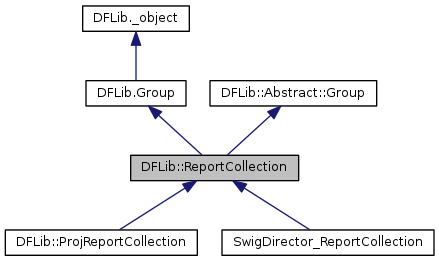 DFLib._object
DFLib.Group
DFLib::Abstract::Group
DFLib::ReportCollection
DFLib::ProjReportCollection
SwigDirector_ReportCollection